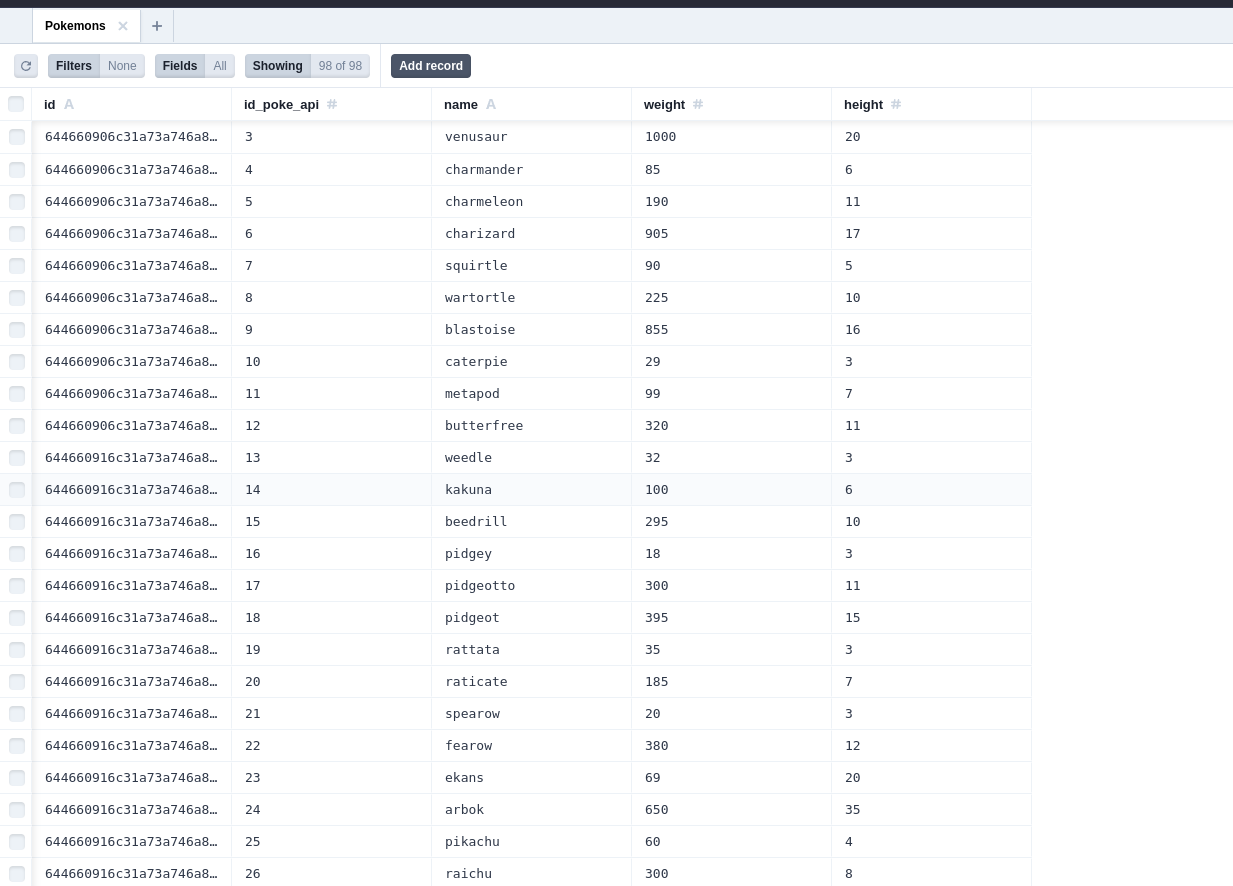 Pokemons
Filters None Fields All Showing 98 of 98 Add record
id A id_poke_api # name A weight # height #
644660906c31a73a746a8… 3 venusaur 1000 20
644660906c31a73a746a8… 4 charmander 85 6
644660906c31a73a746a8… 5 charmeleon 190 11
644660906c31a73a746a8… 6 charizard 905 17
644660906c31a73a746a8… 7 squirtle 90 5
644660906c31a73a746a8… 8 wartortle 225 10
644660906c31a73a746a8… 9 blastoise 855 16
644660906c31a73a746a8… 10 caterpie 29 3
644660906c31a73a746a8… 11 metapod 99 7
644660906c31a73a746a8… 12 butterfree 320 11
644660916c31a73a746a8… 13 weedle 32 3
644660916c31a73a746a8… 14 kakuna 100 6
644660916c31a73a746a8… 15 beedrill 295 10
644660916c31a73a746a8… 16 pidgey 18 3
644660916c31a73a746a8… 17 pidgeotto 300 11
644660916c31a73a746a8… 18 pidgeot 395 15
644660916c31a73a746a8… 19 rattata 35 3
644660916c31a73a746a8… 20 raticate 185 7
644660916c31a73a746a8… 21 spearow 20 3
644660916c31a73a746a8… 22 fearow 380 12
644660916c31a73a746a8… 23 ekans 69 20
644660916c31a73a746a8… 24 arbok 650 35
644660916c31a73a746a8… 25 pikachu 60 4
644660916c31a73a746a8… 26 raichu 300 8